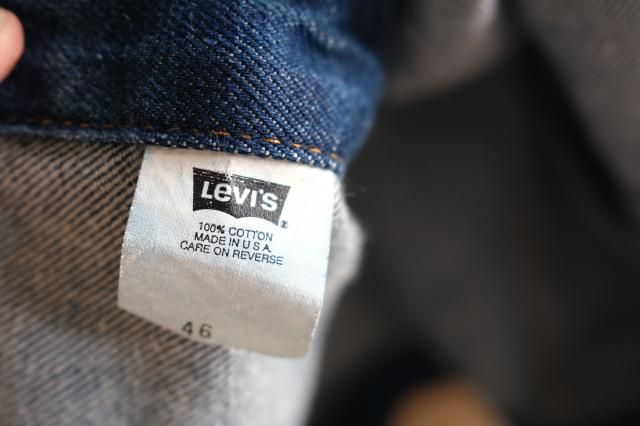 Levi's
100% COTTON
MADE IN U S A
CARE ON REVERSE
46